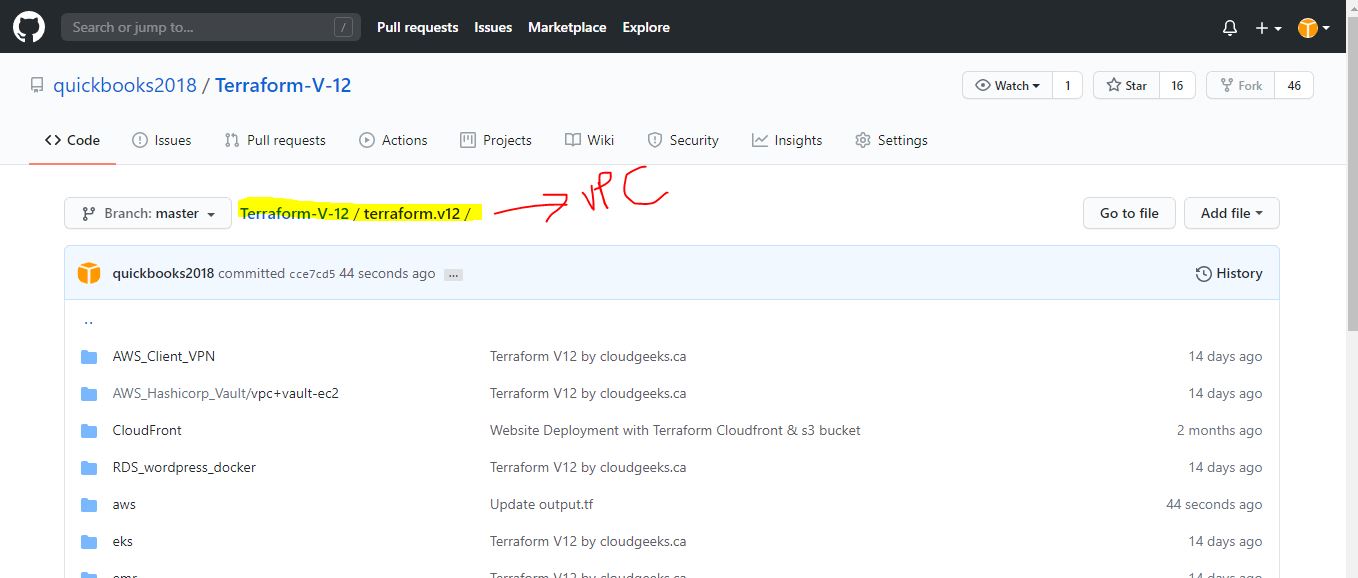 Search or jump to... /
Pull requests Issues Marketplace Explore
quickbooks2018 / Terraform-V-12
Watch 1 Star 16 Fork 46
Code Issues Pull requests Actions Projects Wiki Security Insights Settings
Branch: master Terraform-V-12 / terraform.v12 / VPC Go to file Add file
quickbooks2018 committed cce7cd5 44 seconds ago ... History
..
AWS_Client_VPN Terraform V12 by cloudgeeks.ca 14 days ago
AWS_Hashicorp_Vault/vpc+vault-ec2 Terraform V12 by cloudgeeks.ca 14 days ago
CloudFront Website Deployment with Terraform Cloudfront & s3 bucket 2 months ago
RDS_wordpress_docker Terraform V12 by cloudgeeks.ca 14 days ago
aws Update output.tf 44 seconds ago
eks Terraform V12 by cloudgeeks.ca 14 days ago
emr Terraform V12 by cloudgeeks.ca 14 days ago